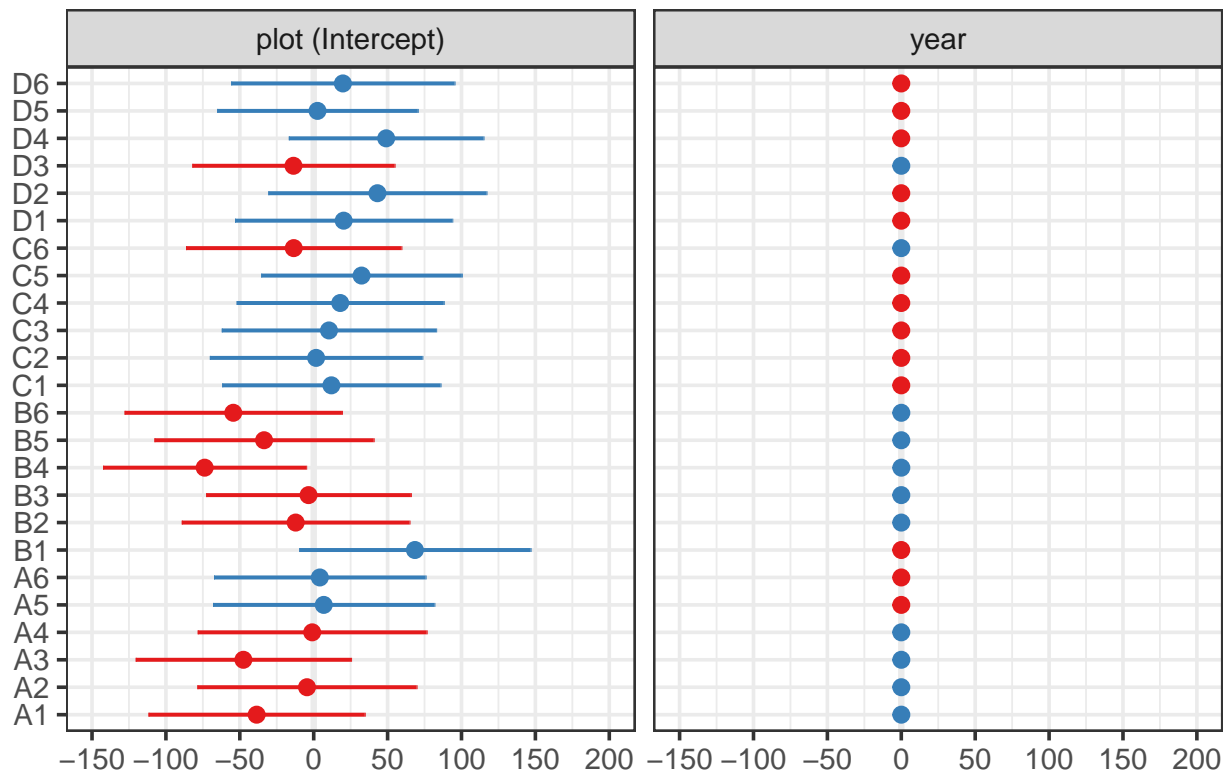 plot (Intercept) year
D6
D5
D4
D3
D2
D1
C6
C5
C4
C3
C2
C1
B6
B5
B4
B3
B2
B1
A6
A5
A4
A3
A2
A1
−150 −100 −50 0 50 100 150 200 −150 −100 −50 0 50 100 150 200